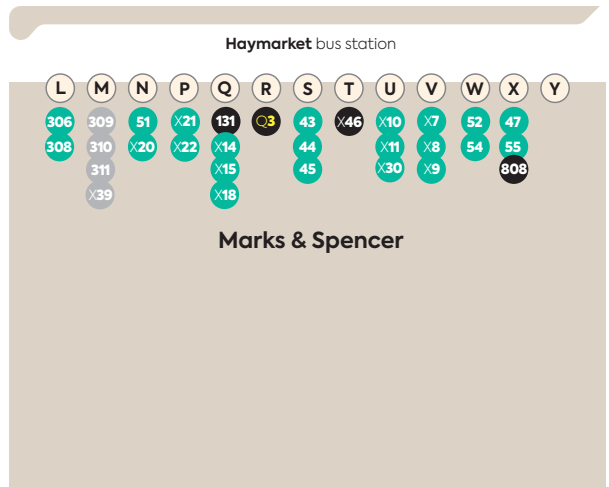 Haymarket bus station
L M N P Q R S T U V W X Y
306 309 51 X21 131 Q3 43 X46 X10 X7 52 47
308 310 X20 X22 X14 44 X11 X8 54 55
311 X15 45 X30 X9 808
X39 X18
Marks & Spencer